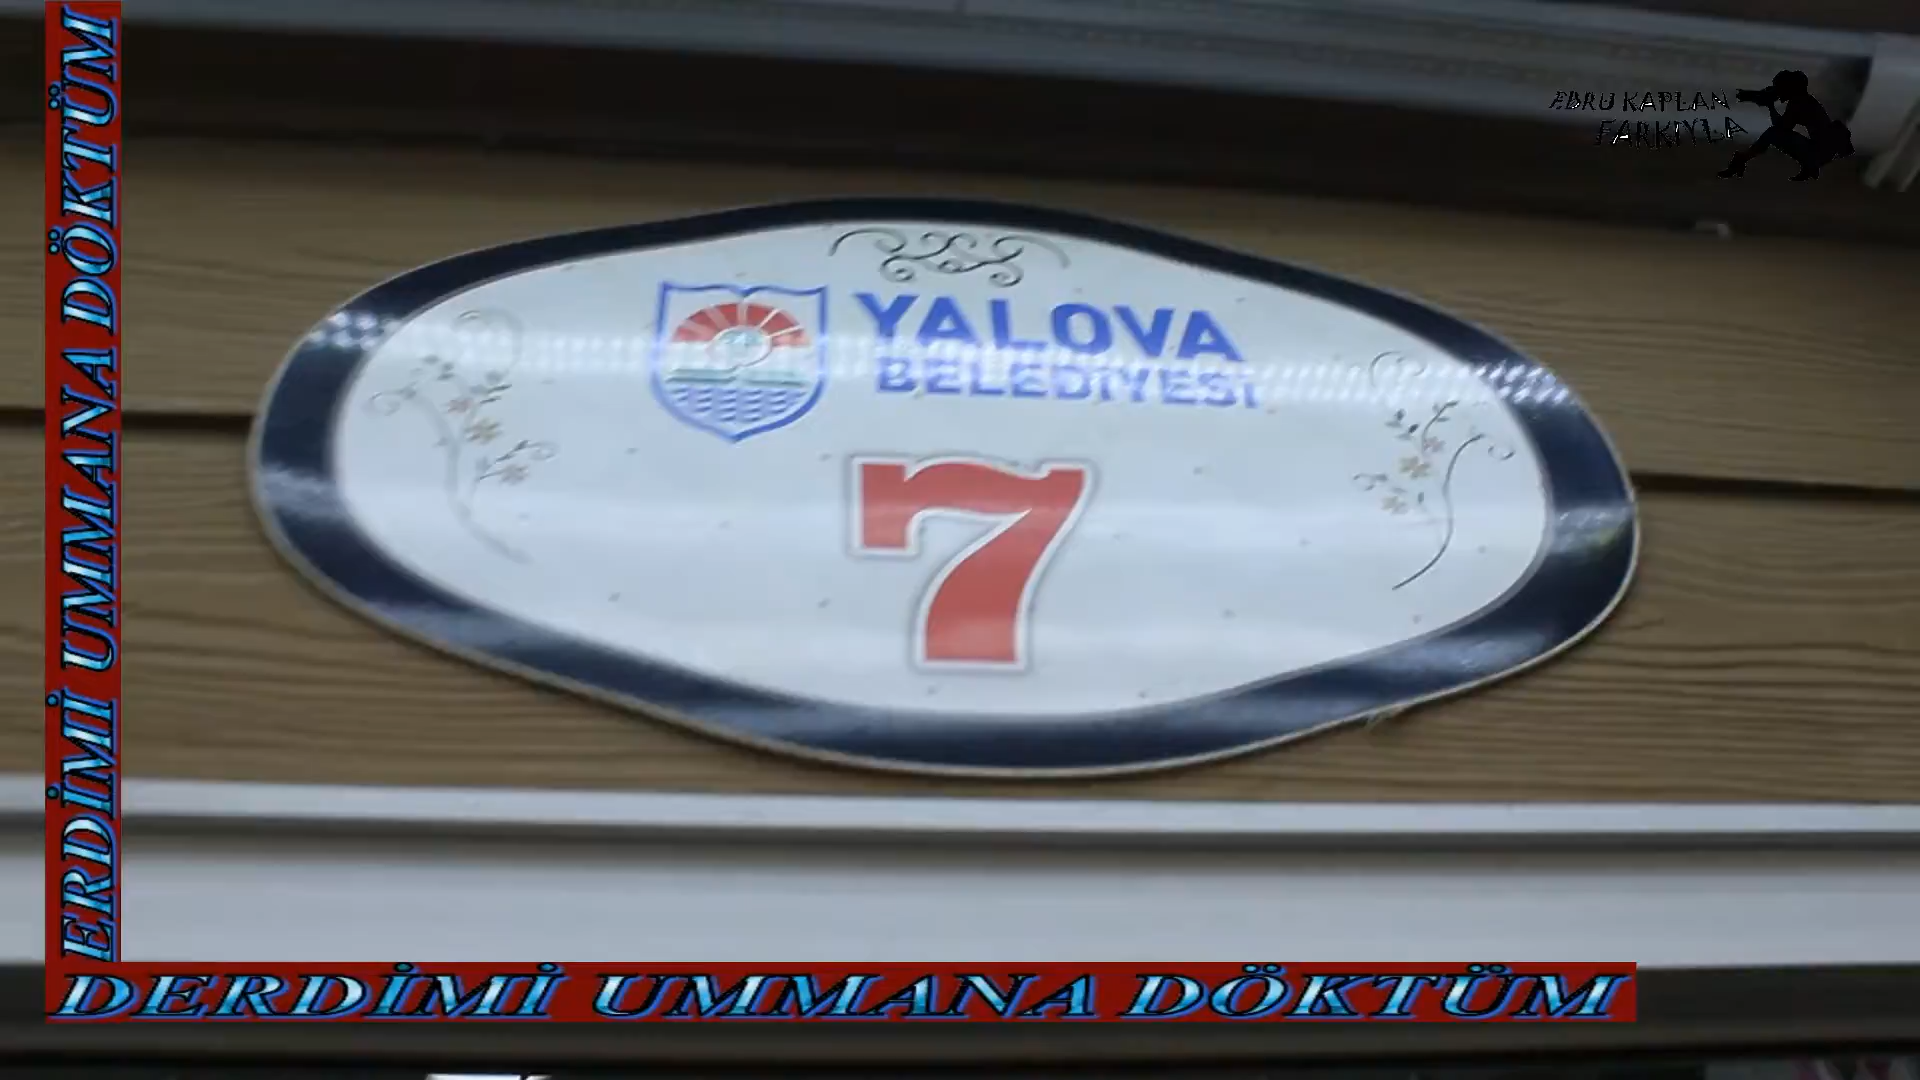 EBRU KAPLAN
FARKIYLA
YALOVA
BELEDİYESİ
7
ERDİMİ UMMANA DÖKTÜM
DERDİMİ UMMANA DÖKTÜM